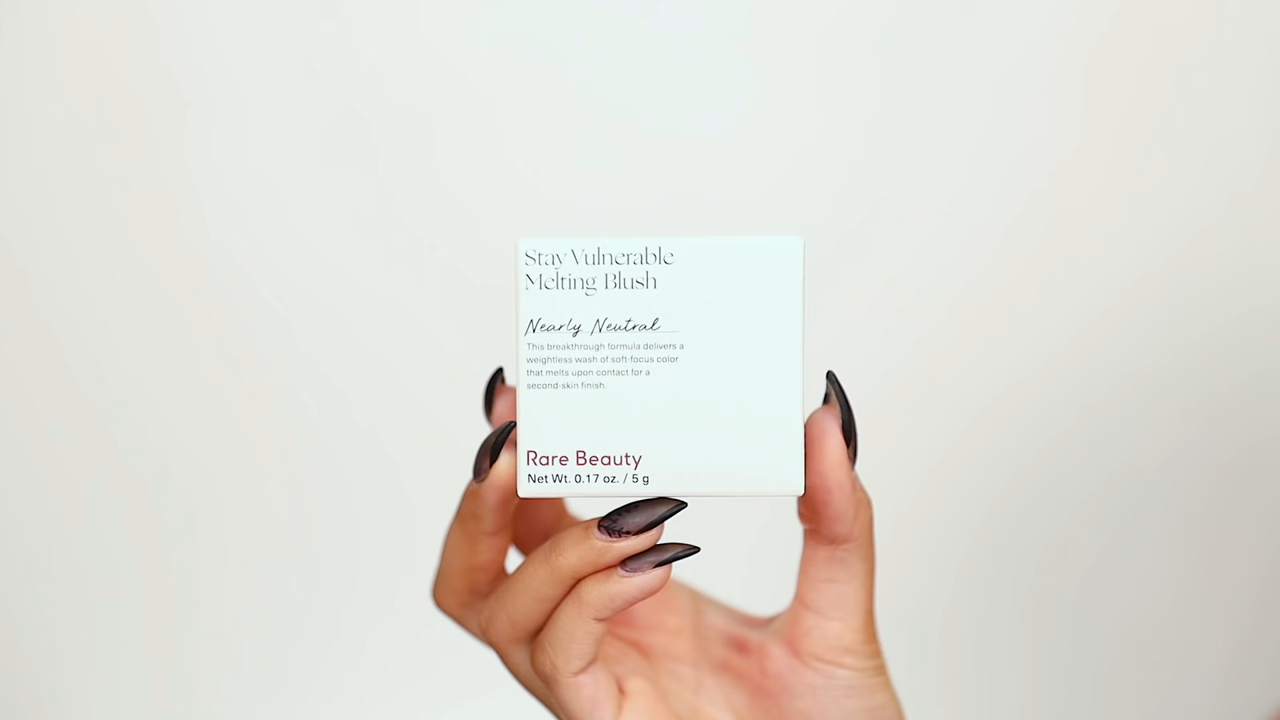 Stay Vulnerable
Melting Blush
Nearly Neutral
This breakthrough formula delivers a
weightless wash of soft-focus color
that melts upon contact for a
second-skin finish.
Rare Beauty
Net Wt. 0.17 oz. / 5 g